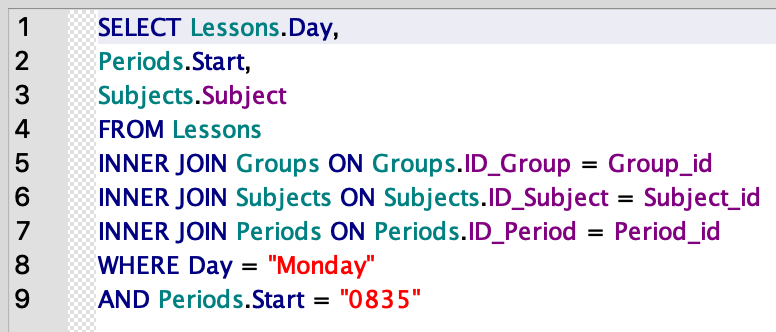 1 SELECT Lessons.Day,
2 Periods.Start,
3 Subjects.Subject
4 FROM Lessons
5 INNER JOIN Groups ON Groups.ID_Group = Group_id
6 INNER JOIN Subjects ON Subjects.ID_Subject = Subject_id
7 INNER JOIN Periods ON Periods.ID_Period = Period_id
8 WHERE Day = "Monday"
9 AND Periods.Start = "0835"